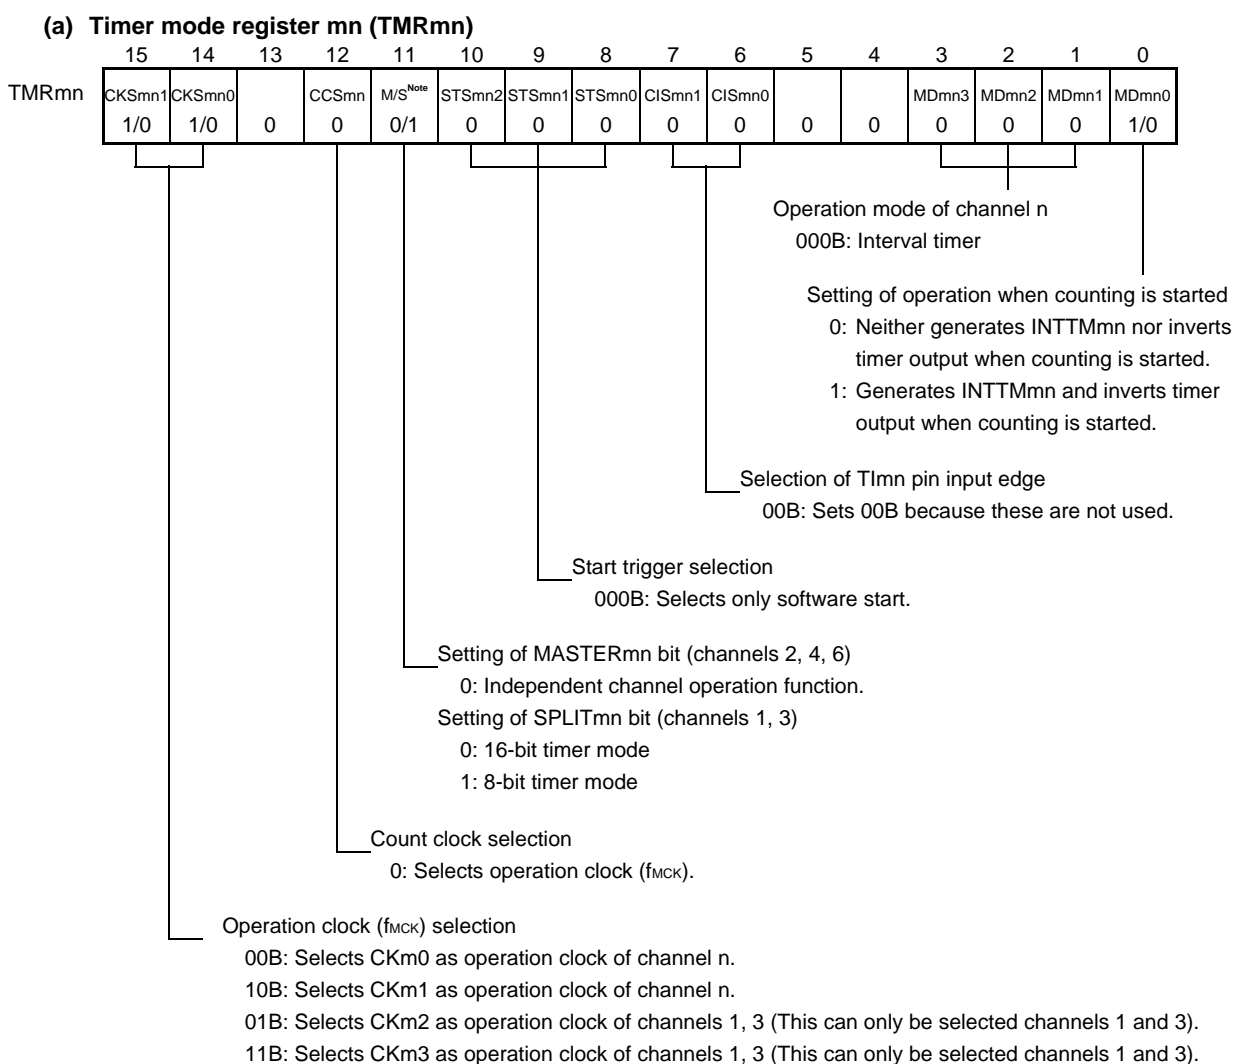 (a) Timer mode register mn (TMRmn)
15 14 13 12 11 10 9 8 7 6 5 4 3 2 1 0
TMRmn CKSmn1 CKSmn0 CCSmn M/SNote STSmn2 STSmn1 STSmn0 CISmn1 CISmn0 MDmn3 MDmn2 MDmn1 MDmn0
1/0 1/0 0 0 0/1 0 0 0 0 0 0 0 0 0 0 1/0
Operation mode of channel n
000B: Interval timer
Setting of operation when counting is started
0: Neither generates INTTMmn nor inverts
timer output when counting is started.
1: Generates INTTMmn and inverts timer
output when counting is started.
Selection of TImn pin input edge
00B: Sets 00B because these are not used.
Start trigger selection
000B: Selects only software start.
Setting of MASTERmn bit (channels 2, 4, 6)
0: Independent channel operation function.
Setting of SPLITmn bit (channels 1, 3)
0: 16-bit timer mode
1: 8-bit timer mode
Count clock selection
0: Selects operation clock (fMCK).
Operation clock (fMCK) selection
00B: Selects CKm0 as operation clock of channel n.
10B: Selects CKm1 as operation clock of channel n.
01B: Selects CKm2 as operation clock of channels 1, 3 (This can only be selected channels 1 and 3).
11B: Selects CKm3 as operation clock of channels 1, 3 (This can only be selected channels 1 and 3).